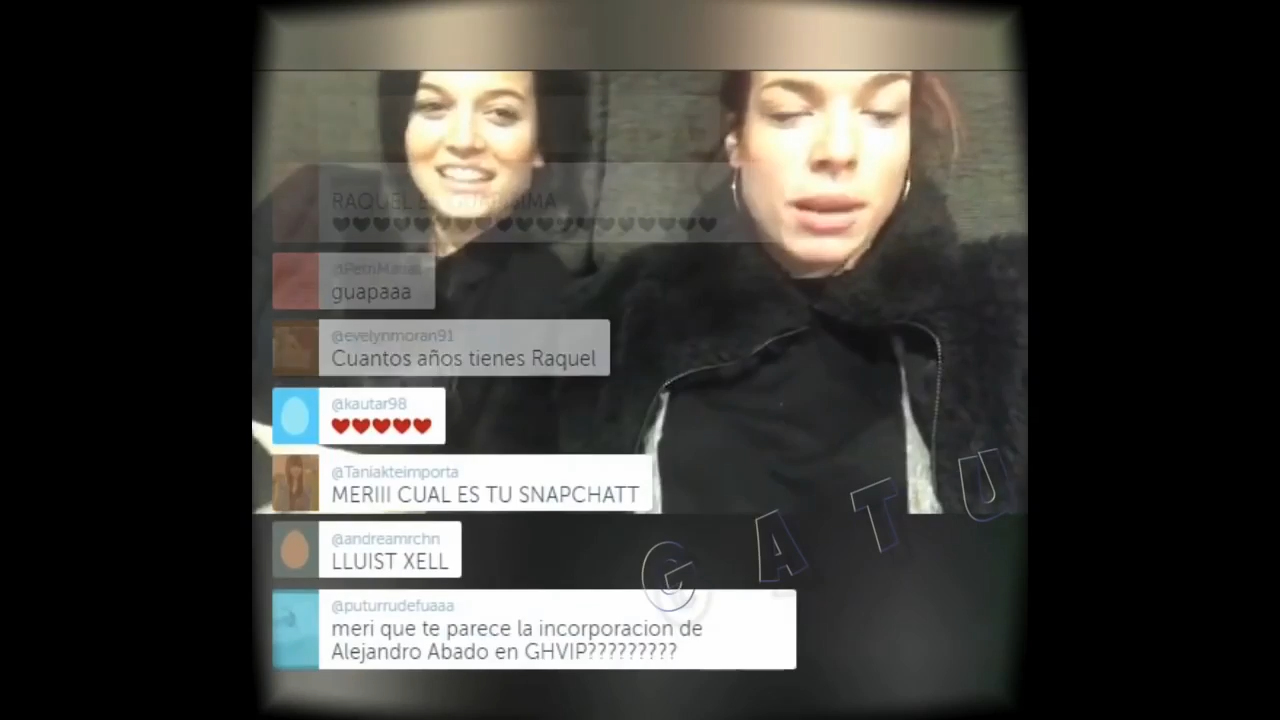 RAQUEL
♥♥♥♥♥♥♥♥♥♥♥♥♥♥♥♥♥♥♥
guapaaa
@evelynmoran91
Cuantos años tienes Raquel
@kautar98
♥♥♥♥♥
@Taniakteimporta
MERIII CUAL ES TU SNAPCHATT
@andreamrchn
LLUIST XELL
@puturrudefuaaa
meri que te parece la incorporacion de
Alejandro Abado en GHVIP?????????
GATU